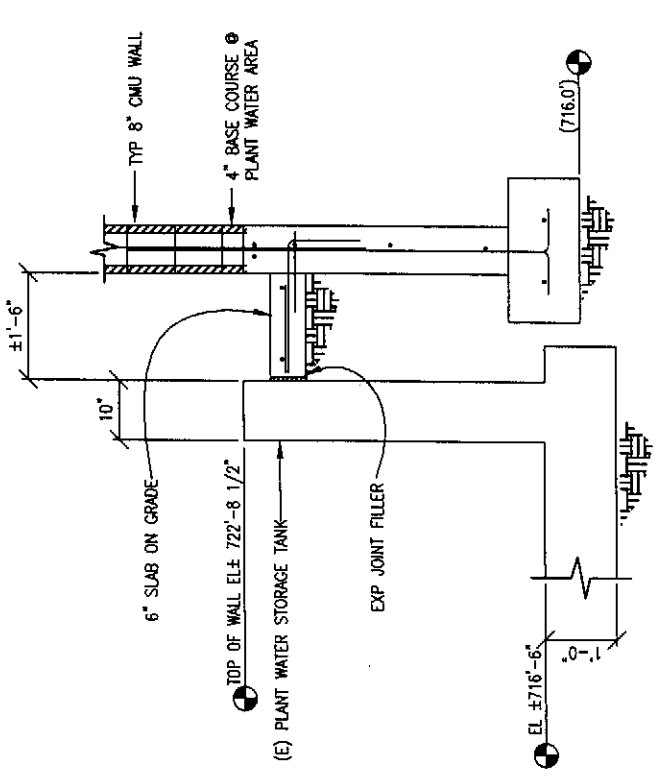 TYP 8" CMU WALL
4" BASE COURSE @
PLANT WATER AREA
(716.0')
±1'-6"
10"
6" SLAB ON GRADE
TOP OF WALL EL± 722'-8 1/2"
(E) PLANT WATER STORAGE TANK
EXP JOINT FILLER
EL ±716'-6"
1'-0"